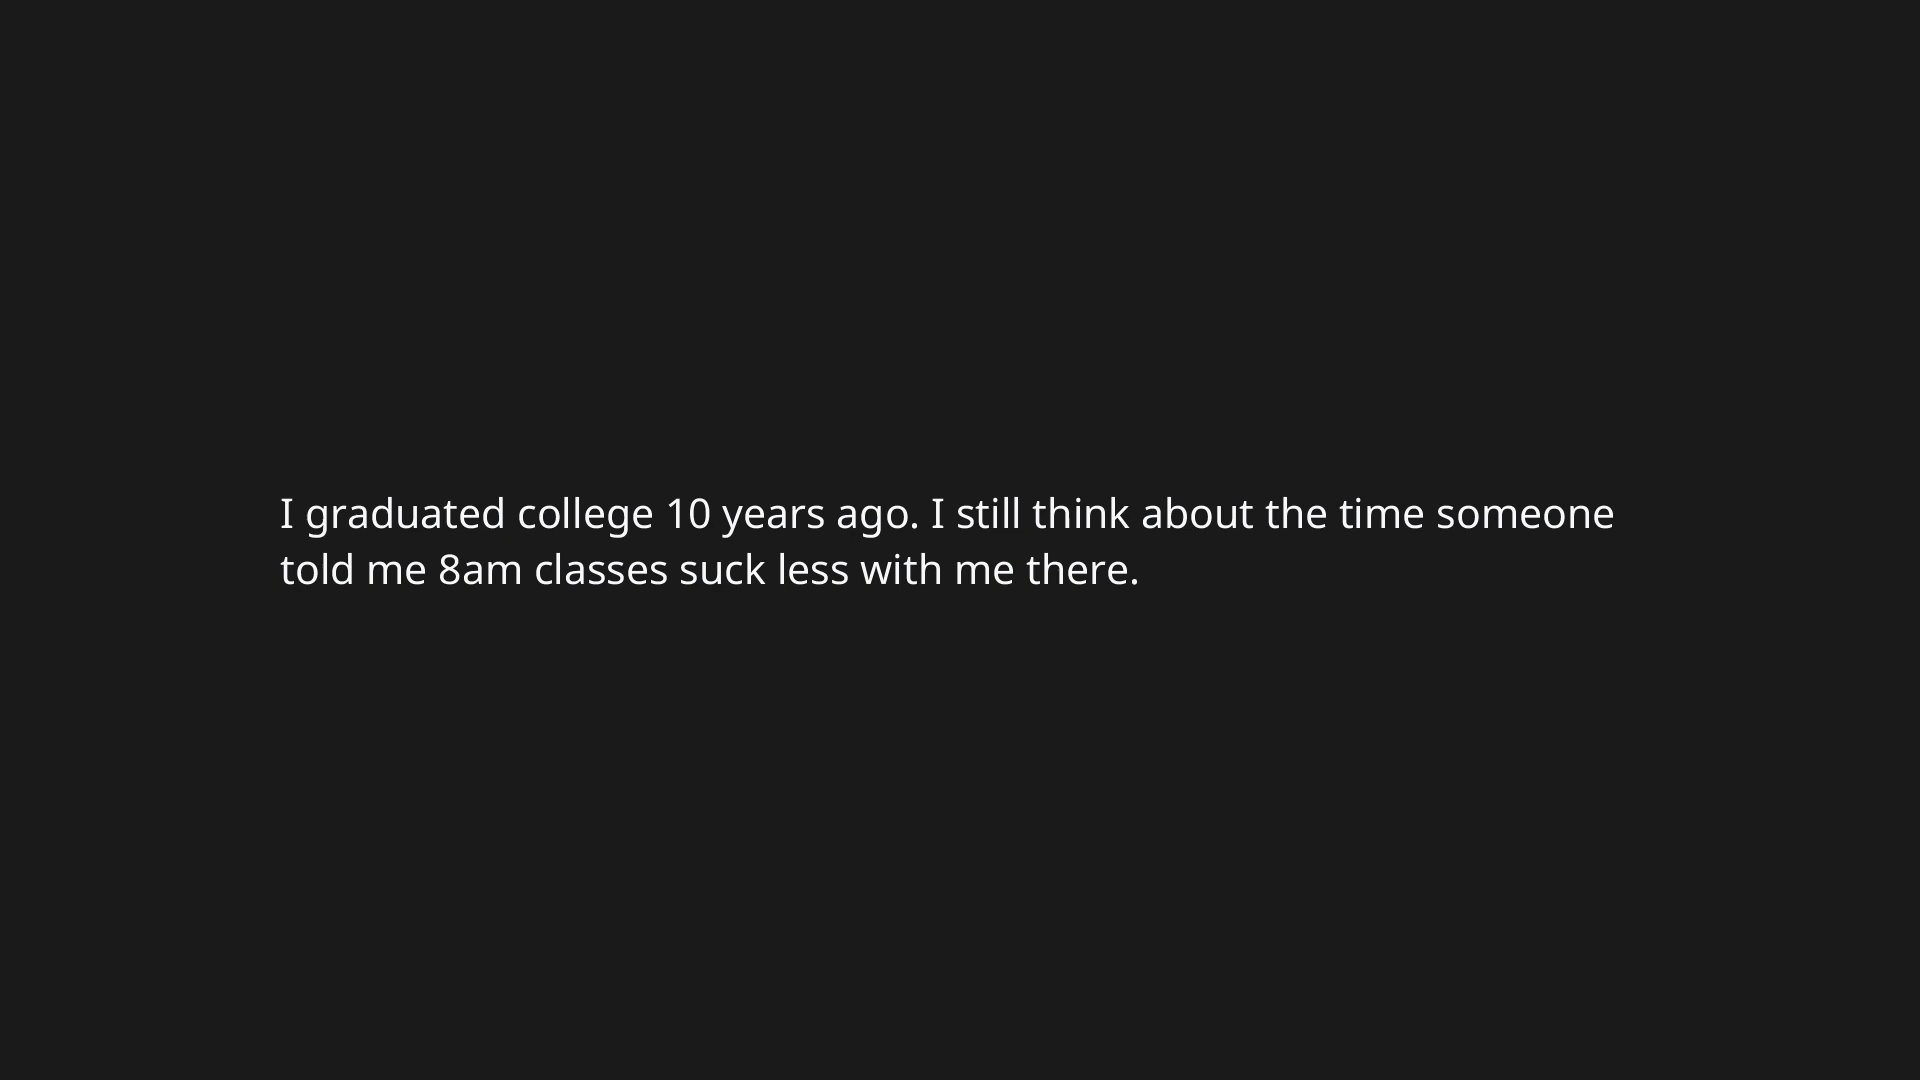 I graduated college 10 years ago. I still think about the time someone
told me 8am classes suck less with me there.